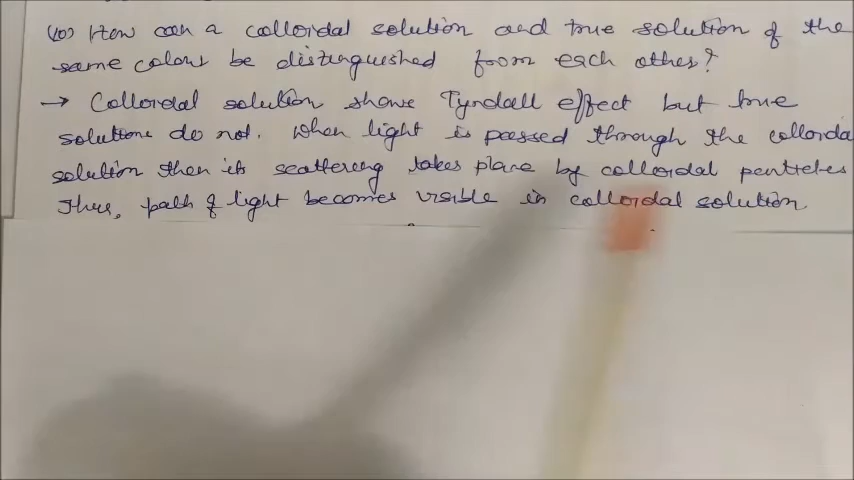 (10) How can a colloidal solution and true solution of the
same colour be distinguished from each other?
→ Colloidal solution shows Tyndall effect but true
solutions do not. When light is passed through the colloida
solution then its scattering takes place by colloidal particles
Thus, path of light becomes visible in colloidal solution